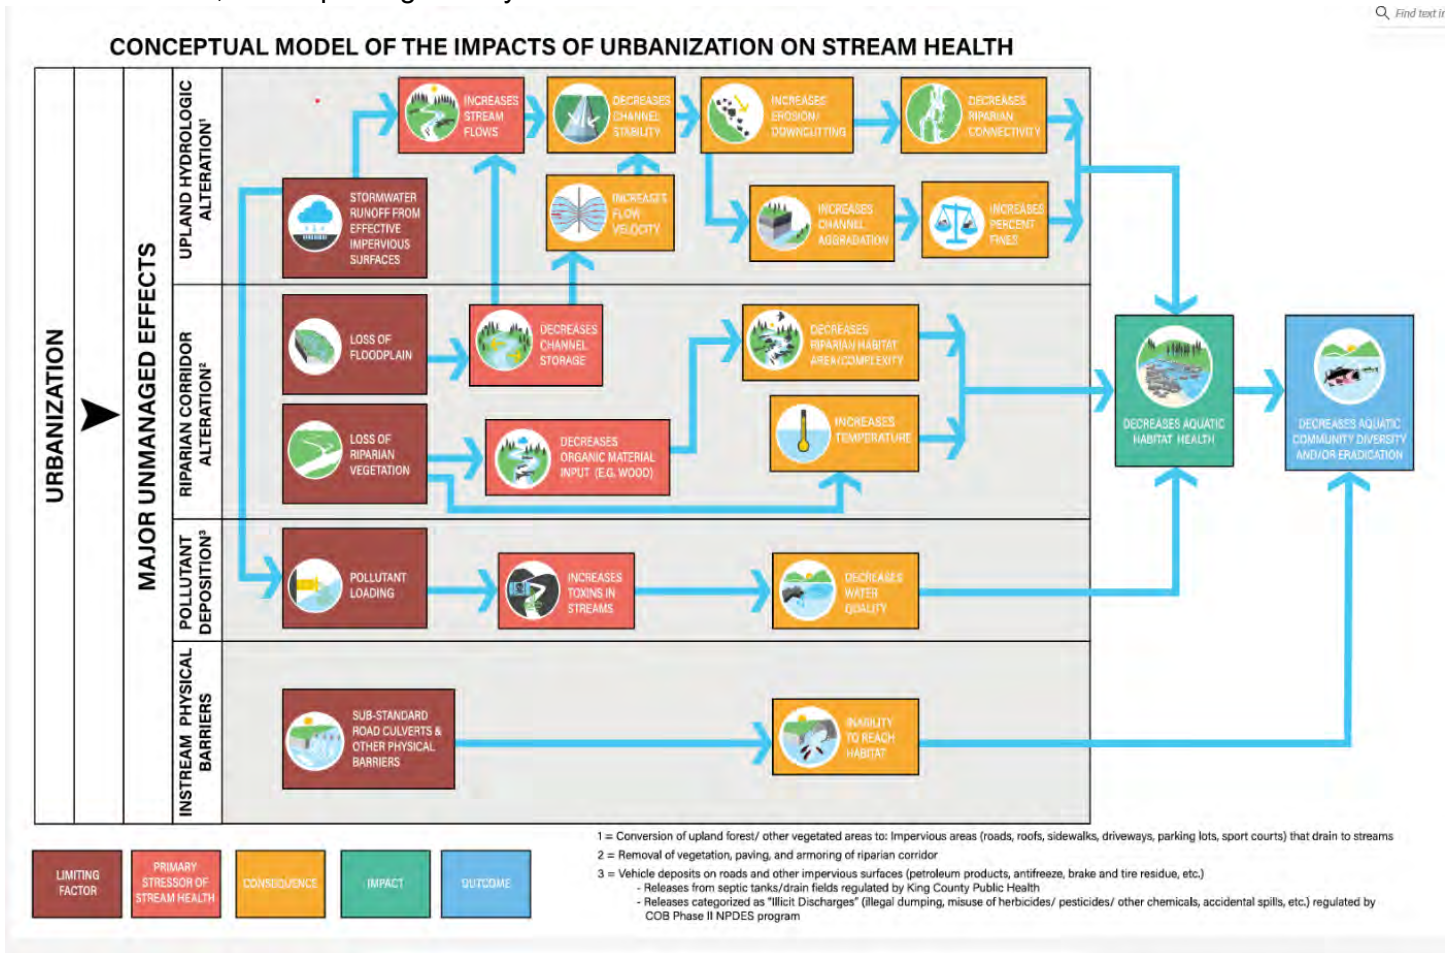 Find text in
CONCEPTUAL MODEL OF THE IMPACTS OF URBANIZATION ON STREAM HEALTH
URBANIZATION
MAJOR UNMANAGED EFFECTS
UPLAND HYDROLOGIC
ALTERATION¹
INCREASES
STREAM
FLOWS
DECREASES
CHANNEL
STABILITY
INCREASES
EROSION/
DOWNCUTTING
DECREASES
RIPARIAN
CONNECTIVITY
STORMWATER
RUNOFF FROM
EFFECTIVE
IMPERVIOUS
SURFACES
INCREASES
FLOW
VELOCITY
INCREASES
CHANNEL
AGGRADATION
INCREASES
PERCENT
FINES
RIPARIAN CORRIDOR
ALTERATION²
LOSS OF
FLOODPLAIN
DECREASES
CHANNEL
STORAGE
DECREASES
RIPARIAN HABITAT
AREA/COMPLEXITY
LOSS OF
RIPARIAN
VEGETATION
DECREASES
ORGANIC MATERIAL
INPUT (E.G. WOOD)
INCREASES
TEMPERATURE
DECREASES AQUATIC
HABITAT HEALTH
DECREASES AQUATIC
COMMUNITY DIVERSITY
AND/OR ERADICATION
POLLUTANT
DEPOSITION³
POLLUTANT
LOADING
INCREASES
TOXINS IN
STREAMS
DECREASES
WATER
QUALITY
INSTREAM PHYSICAL
BARRIERS
SUB-STANDARD
ROAD CULVERTS &
OTHER PHYSICAL
BARRIERS
INABILITY
TO REACH
HABITAT
LIMITING
FACTOR
PRIMARY
STRESSOR OF
STREAM HEALTH
CONSEQUENCE
IMPACT
OUTCOME
1 = Conversion of upland forest/ other vegetated areas to: Impervious areas (roads, roofs, sidewalks, driveways, parking lots, sport courts) that drain to streams
2 = Removal of vegetation, paving, and armoring of riparian corridor
3 = Vehicle deposits on roads and other impervious surfaces (petroleum products, antifreeze, brake and tire residue, etc.)
- Releases from septic tanks/drain fields regulated by King County Public Health
- Releases categorized as "Illicit Discharges" (illegal dumping, misuse of herbicides/ pesticides/ other chemicals, accidental spills, etc.) regulated by
COB Phase II NPDES program